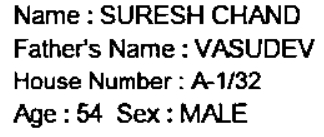 Name : SURESH CHAND
Father's Name : VASUDEV
House Number : A-1/32
Age : 54 Sex : MALE